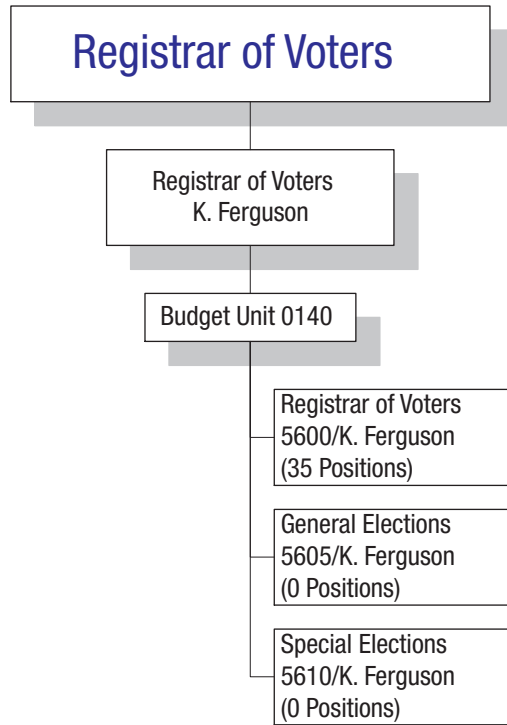 Registrar of Voters
Registrar of Voters
K. Ferguson
Budget Unit 0140
Registrar of Voters
5600/K. Ferguson
(35 Positions)
General Elections
5605/K. Ferguson
(0 Positions)
Special Elections
5610/K. Ferguson
(0 Positions)